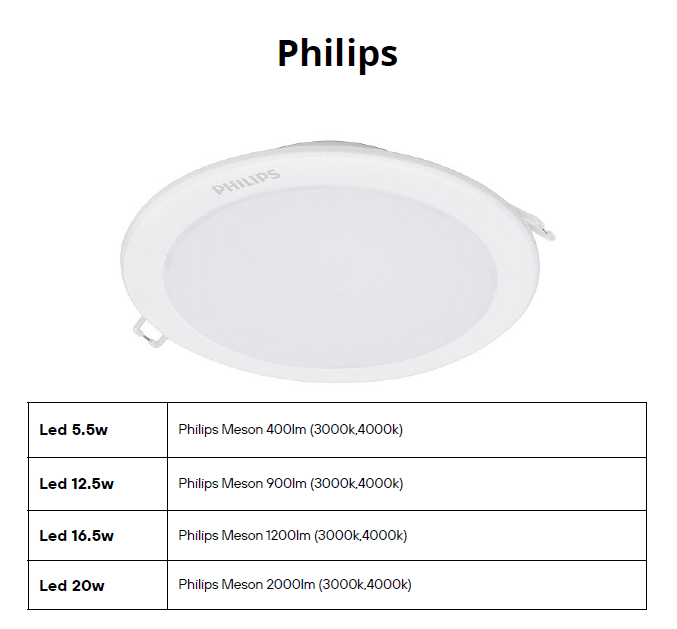 Philips
PHILIPS
Led 5.5w
Philips Meson 400lm (3000k,4000k)
Led 12.5w
Philips Meson 900lm (3000k,4000k)
Led 16.5w
Philips Meson 1200lm (3000k,4000k)
Led 20w
Philips Meson 2000lm (3000k,4000k)